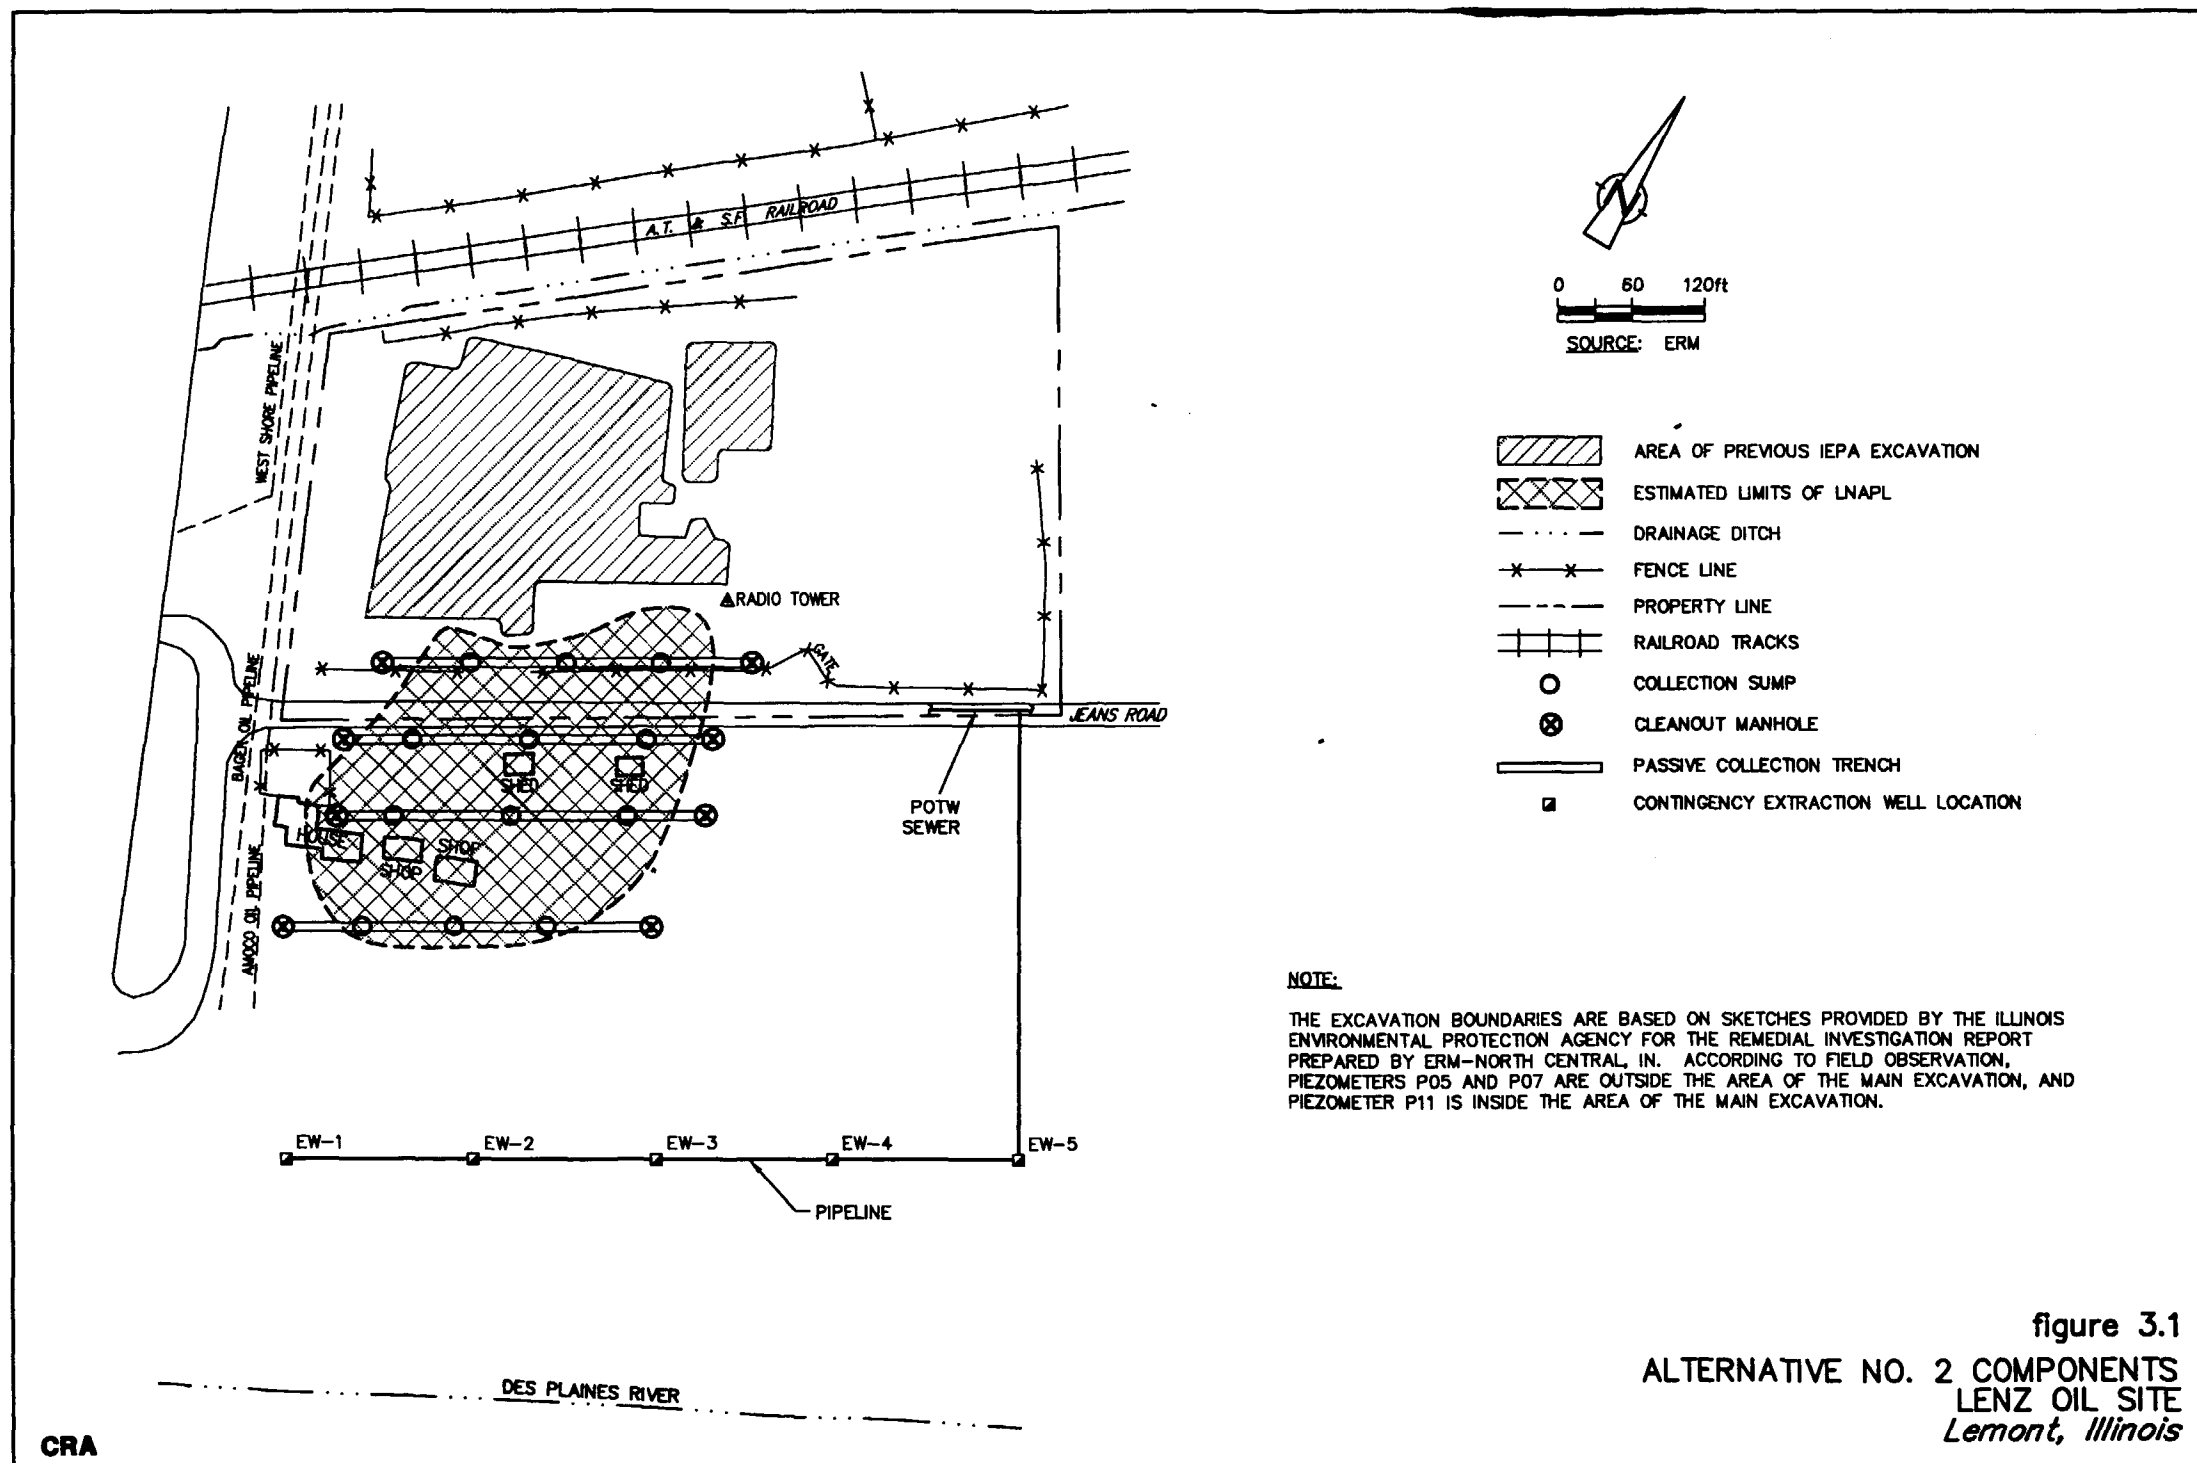 A.T. & S.F. RAILROAD
WEST SHORE PIPELINE
RADIO TOWER
GATE
BAGEN OIL PIPELINE
JEANS ROAD
SHED
SHED
POTW
SEWER
HOUSE
SHOP
SHOP
AMOCO OIL PIPELINE
EW-1
EW-2
EW-3
EW-4
EW-5
PIPELINE
DES PLAINES RIVER
CRA
N
0 60 120ft
SOURCE: ERM
AREA OF PREVIOUS IEPA EXCAVATION
ESTIMATED LIMITS OF LNAPL
DRAINAGE DITCH
FENCE LINE
PROPERTY LINE
RAILROAD TRACKS
COLLECTION SUMP
CLEANOUT MANHOLE
PASSIVE COLLECTION TRENCH
CONTINGENCY EXTRACTION WELL LOCATION
NOTE:
THE EXCAVATION BOUNDARIES ARE BASED ON SKETCHES PROVIDED BY THE ILLINOIS
ENVIRONMENTAL PROTECTION AGENCY FOR THE REMEDIAL INVESTIGATION REPORT
PREPARED BY ERM-NORTH CENTRAL, IN. ACCORDING TO FIELD OBSERVATION,
PIEZOMETERS P05 AND P07 ARE OUTSIDE THE AREA OF THE MAIN EXCAVATION, AND
PIEZOMETER P11 IS INSIDE THE AREA OF THE MAIN EXCAVATION.
figure 3.1
ALTERNATIVE NO. 2 COMPONENTS
LENZ OIL SITE
Lemont, Illinois